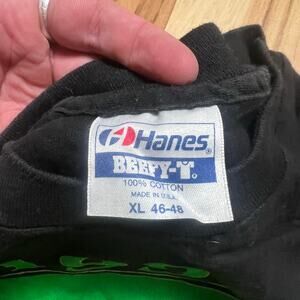 Hanes
BEEFY-T®
100% COTTON
MADE IN U.S.A.
XL 46-48